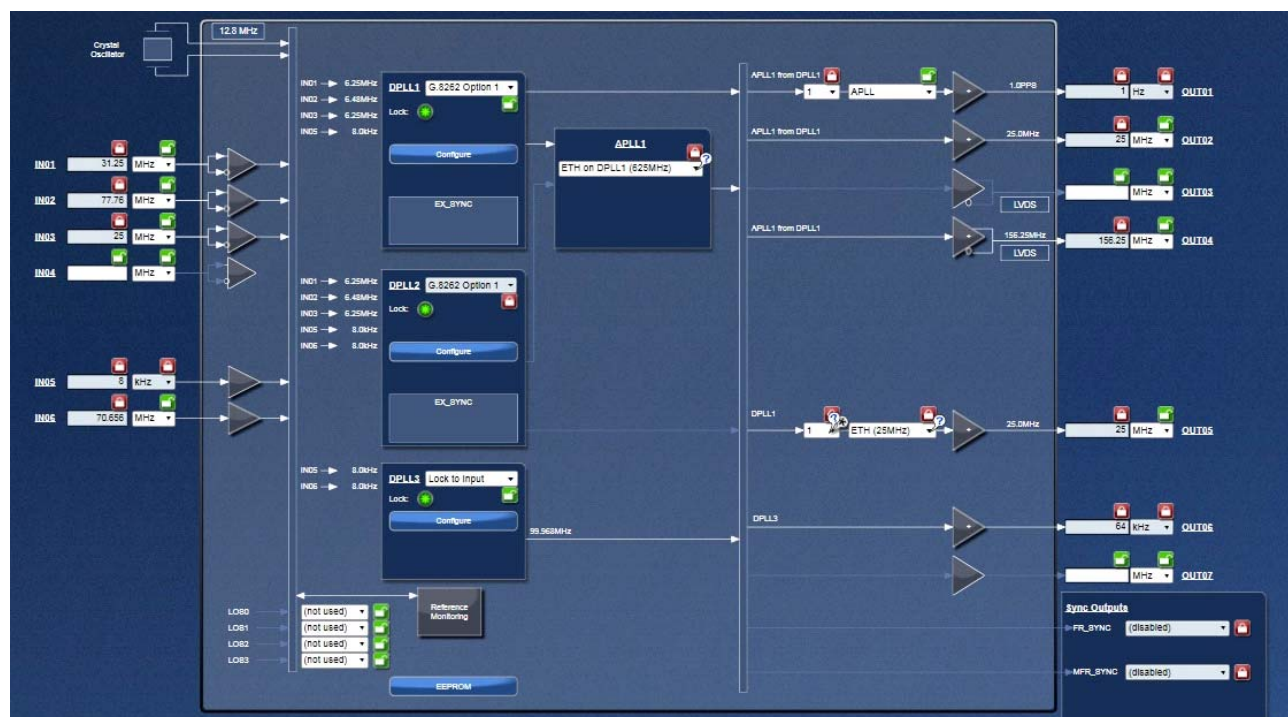 Crystal
Oscillator
12.8 MHz
IN01 6.25MHz
IN02 6.48MHz
IN03 6.25MHz
IN05 8.0kHz
DPLL1 G.8262 Option 1
Lock:
Configure
EX_SYNC
APLL1
ETH on DPLL1 (625MHz)
IN01 31.25 MHz
IN02 77.76 MHz
IN03 25 MHz
IN04 MHz
IN05 8 kHz
IN06 70.656 MHz
IN01 6.25MHz
IN02 6.48MHz
IN03 6.25MHz
IN05 8.0kHz
IN06 8.0kHz
DPLL2 G.8262 Option 1
Lock:
Configure
EX_SYNC
IN05 8.0kHz
IN06 8.0kHz
DPLL3 Lock to Input
Lock:
Configure
99.968MHz
LOS0 (not used)
LOS1 (not used)
LOS2 (not used)
LOS3 (not used)
Reference
Monitoring
EEPROM
APLL1 from DPLL1
1 APLL 1.0PPS 1 Hz OUT01
APLL1 from DPLL1 25.0MHz 25 MHz OUT02
MHz OUT03
LVDS
APLL1 from DPLL1 156.25MHz 156.25 MHz OUT04
LVDS
DPLL1
1 ETH (25MHz) 25.0MHz 25 MHz OUT05
DPLL3 64 kHz OUT06
MHz OUT07
Sync Outputs
FR_SYNC (disabled)
MFR_SYNC (disabled)